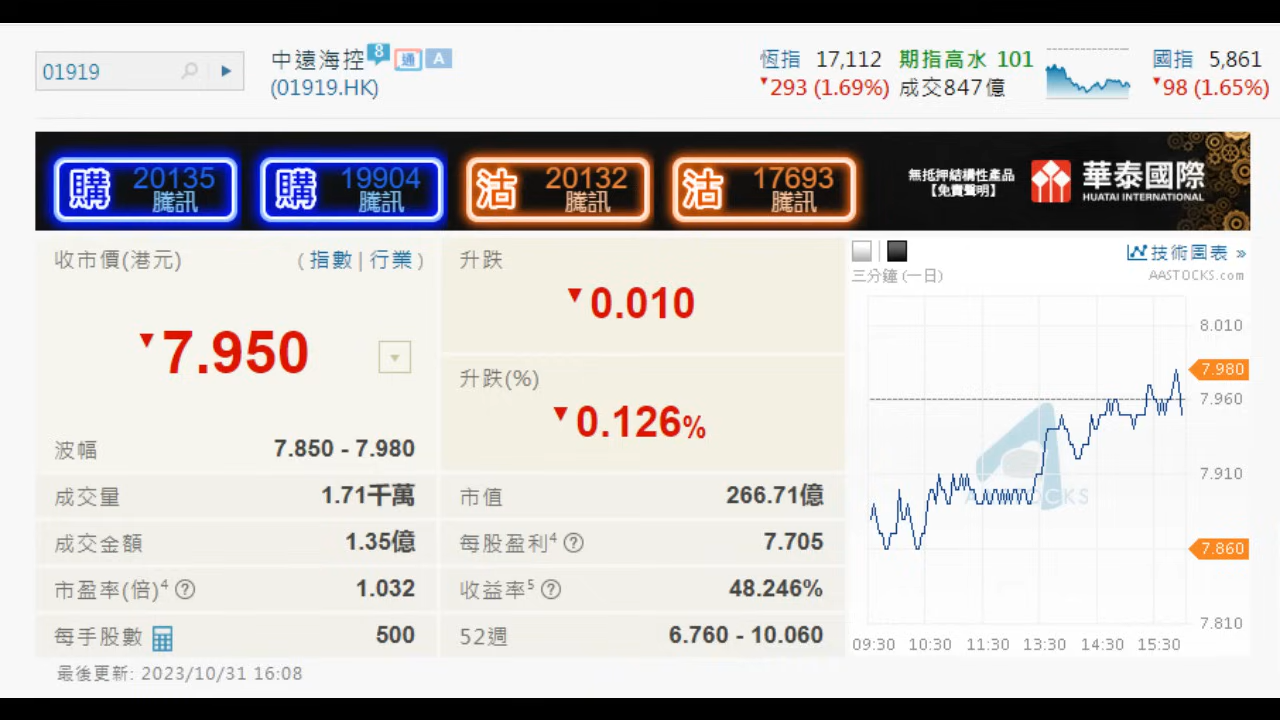 01919
中遠海控 8 通 A
(01919.HK)
恆指 17,112 期指高水 101
▼293 (1.69%) 成交847億
國指 5,861
▼98 (1.65%)
購 20135 騰訊
購 19904 騰訊
沽 20132 騰訊
沽 17693 騰訊
無抵押結構性產品
【免責聲明】
華泰國際
HUATAI INTERNATIONAL
收市價(港元) (指數|行業)
▼7.950
升跌
▼0.010
升跌(%)
▼0.126%
波幅 7.850 - 7.980
成交量 1.71千萬
市值 266.71億
成交金額 1.35億
每股盈利4 ? 7.705
市盈率(倍)4 ? 1.032
收益率5 ? 48.246%
每手股數 500
52週 6.760 - 10.060
最後更新: 2023/10/31 16:08
技術圖表 »
三分鐘 (一日)
AASTOCKS.com
8.010
7.980
7.960
7.910
7.860
7.810
AASTOCKS
09:30 10:30 11:30 13:30 14:30 15:30